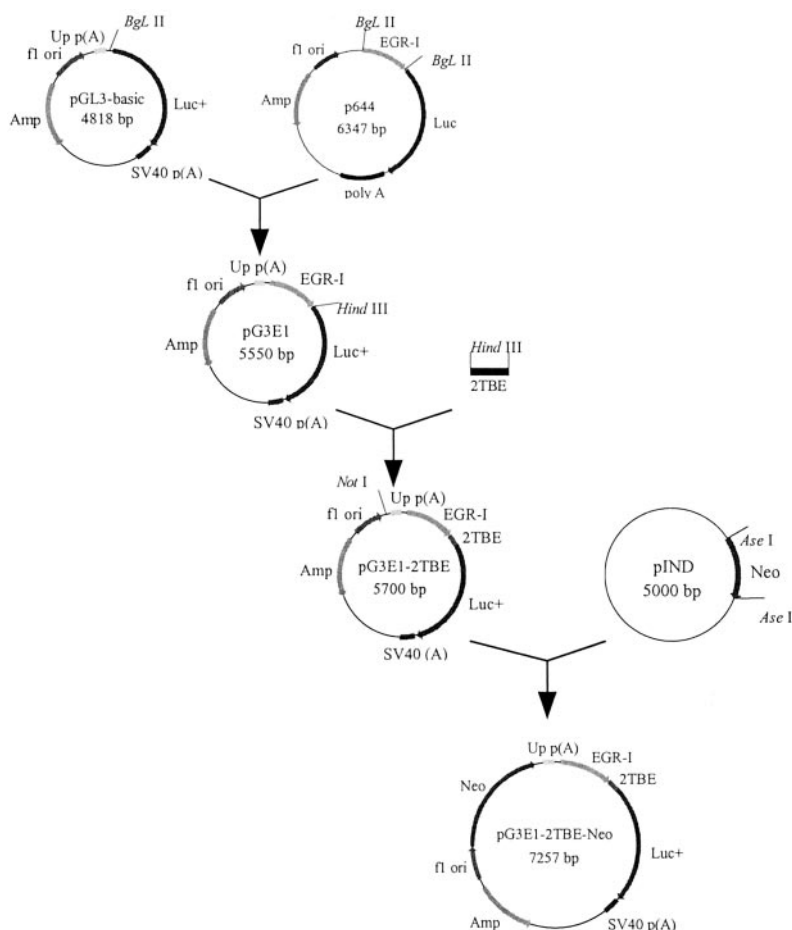 BgL II
Up p(A)
f1 ori
pGL3-basic
4818 bp
Luc+
Amp
SV40 p(A)
BgL II
EGR-I
f1 ori
BgL II
Amp
p644
6347 bp
Luc
poly A
Up p(A)
f1 ori
EGR-I
Hind III
pG3E1
5550 bp
Amp
Luc+
SV40 p(A)
Hind III
2TBE
Not I
Up p(A)
f1 ori
EGR-I
2TBE
Amp
pG3E1-2TBE
5700 bp
Luc+
SV40 (A)
Ase I
pIND
5000 bp
Neo
Ase I
Up p(A)
EGR-I
2TBE
Neo
pG3E1-2TBE-Neo
7257 bp
Luc+
f1 ori
Amp
SV40 p(A)